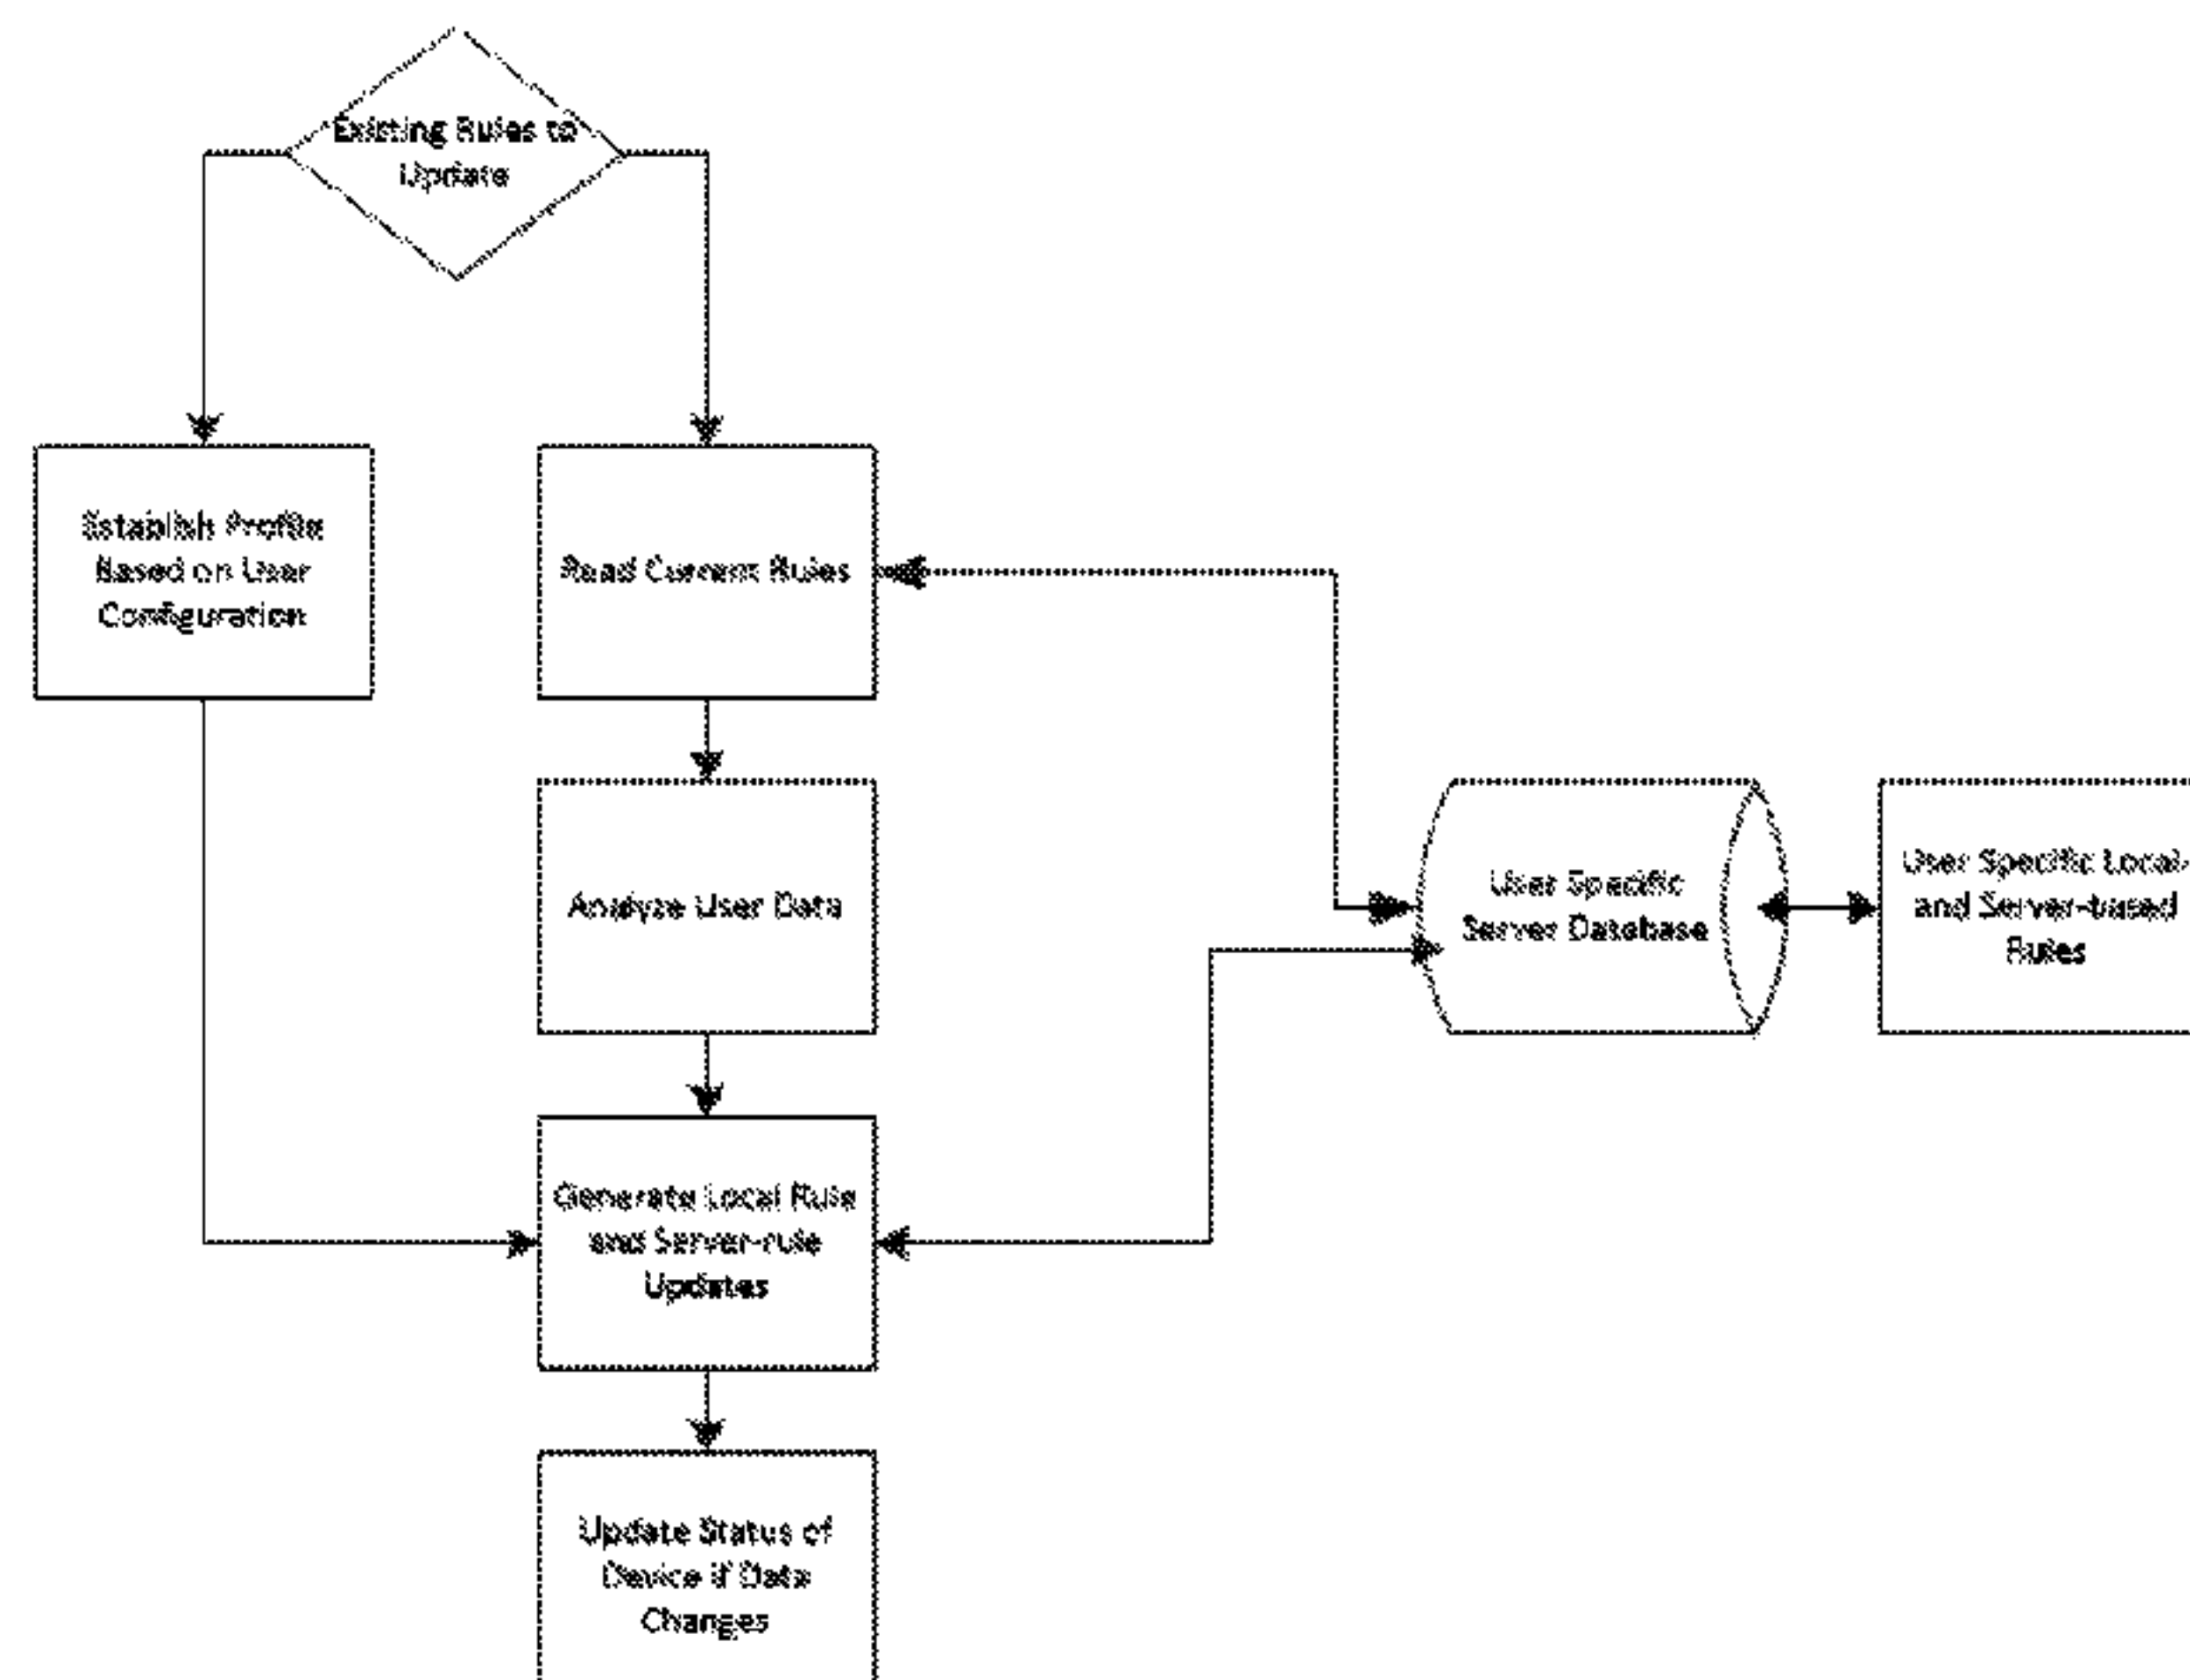 Existing Rules to
Update
Establish Profile
Based on User
Configuration
Read Current Rules
Analyze User Data
User Specific
Server Database
User Specific Local-
and Server-based
Rules
Generate Local Rule
and Server-rule
Updates
Update Status of
Device if Data
Changes